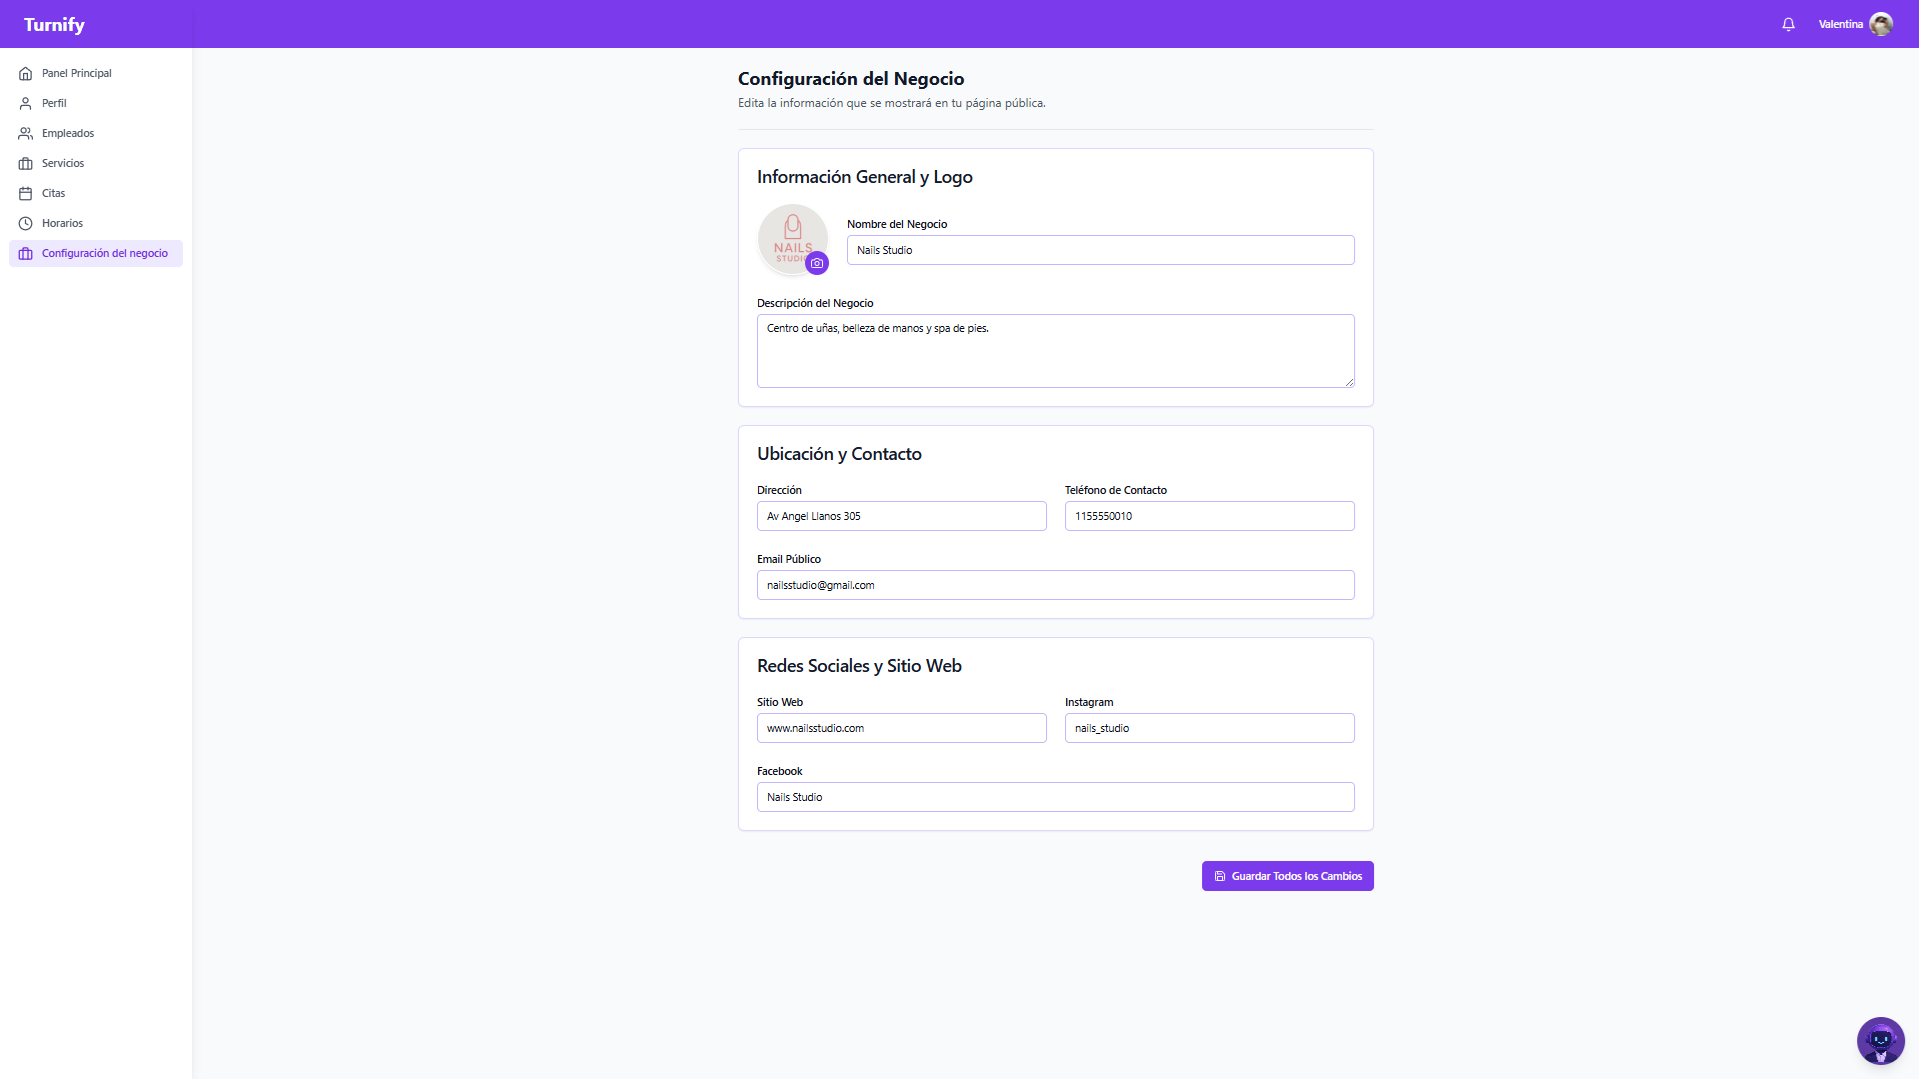 Turnify
Valentina
Panel Principal
Perfil
Empleados
Servicios
Citas
Horarios
Configuración del negocio
Configuración del Negocio
Edita la información que se mostrará en tu página pública.
Información General y Logo
NAILS
STUDIO
Nombre del Negocio
Nails Studio
Descripción del Negocio
Centro de uñas, belleza de manos y spa de pies.
Ubicación y Contacto
Dirección
Av Angel Llanos 305
Teléfono de Contacto
1155550010
Email Público
nailsstudio@gmail.com
Redes Sociales y Sitio Web
Sitio Web
www.nailsstudio.com
Instagram
nails_studio
Facebook
Nails Studio
Guardar Todos los Cambios